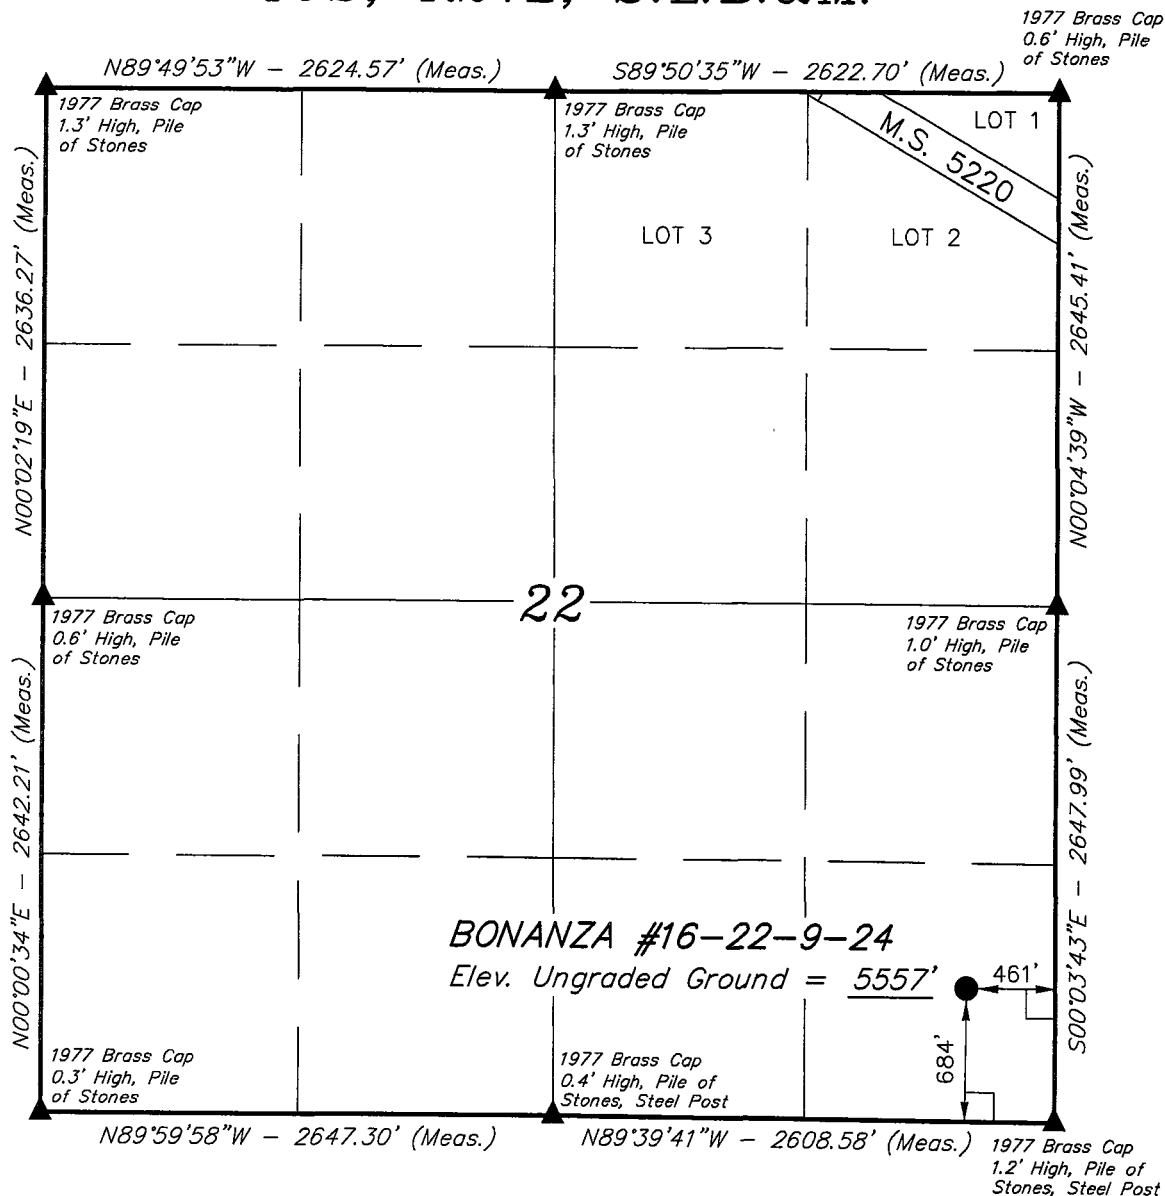 1977 Brass Cap
0.6' High, Pile
of Stones
N89°49'53"W – 2624.57' (Meas.)
S89°50'35"W – 2622.70' (Meas.)
1977 Brass Cap
1.3' High, Pile
of Stones
1977 Brass Cap
1.3' High, Pile
of Stones
LOT 1
M.S. 5220
LOT 3
LOT 2
N00°02'19"E – 2636.27' (Meas.)
N00°04'39"W – 2645.41' (Meas.)
22
1977 Brass Cap
0.6' High, Pile
of Stones
1977 Brass Cap
1.0' High, Pile
of Stones
N00°00'34"E – 2642.21' (Meas.)
S00°03'43"E – 2647.99' (Meas.)
BONANZA #16–22–9–24
Elev. Ungraded Ground = 5557'
461'
684'
1977 Brass Cap
0.3' High, Pile
of Stones
1977 Brass Cap
0.4' High, Pile of
Stones, Steel Post
N89°59'58"W – 2647.30' (Meas.)
N89°39'41"W – 2608.58' (Meas.)
1977 Brass Cap
1.2' High, Pile of
Stones, Steel Post